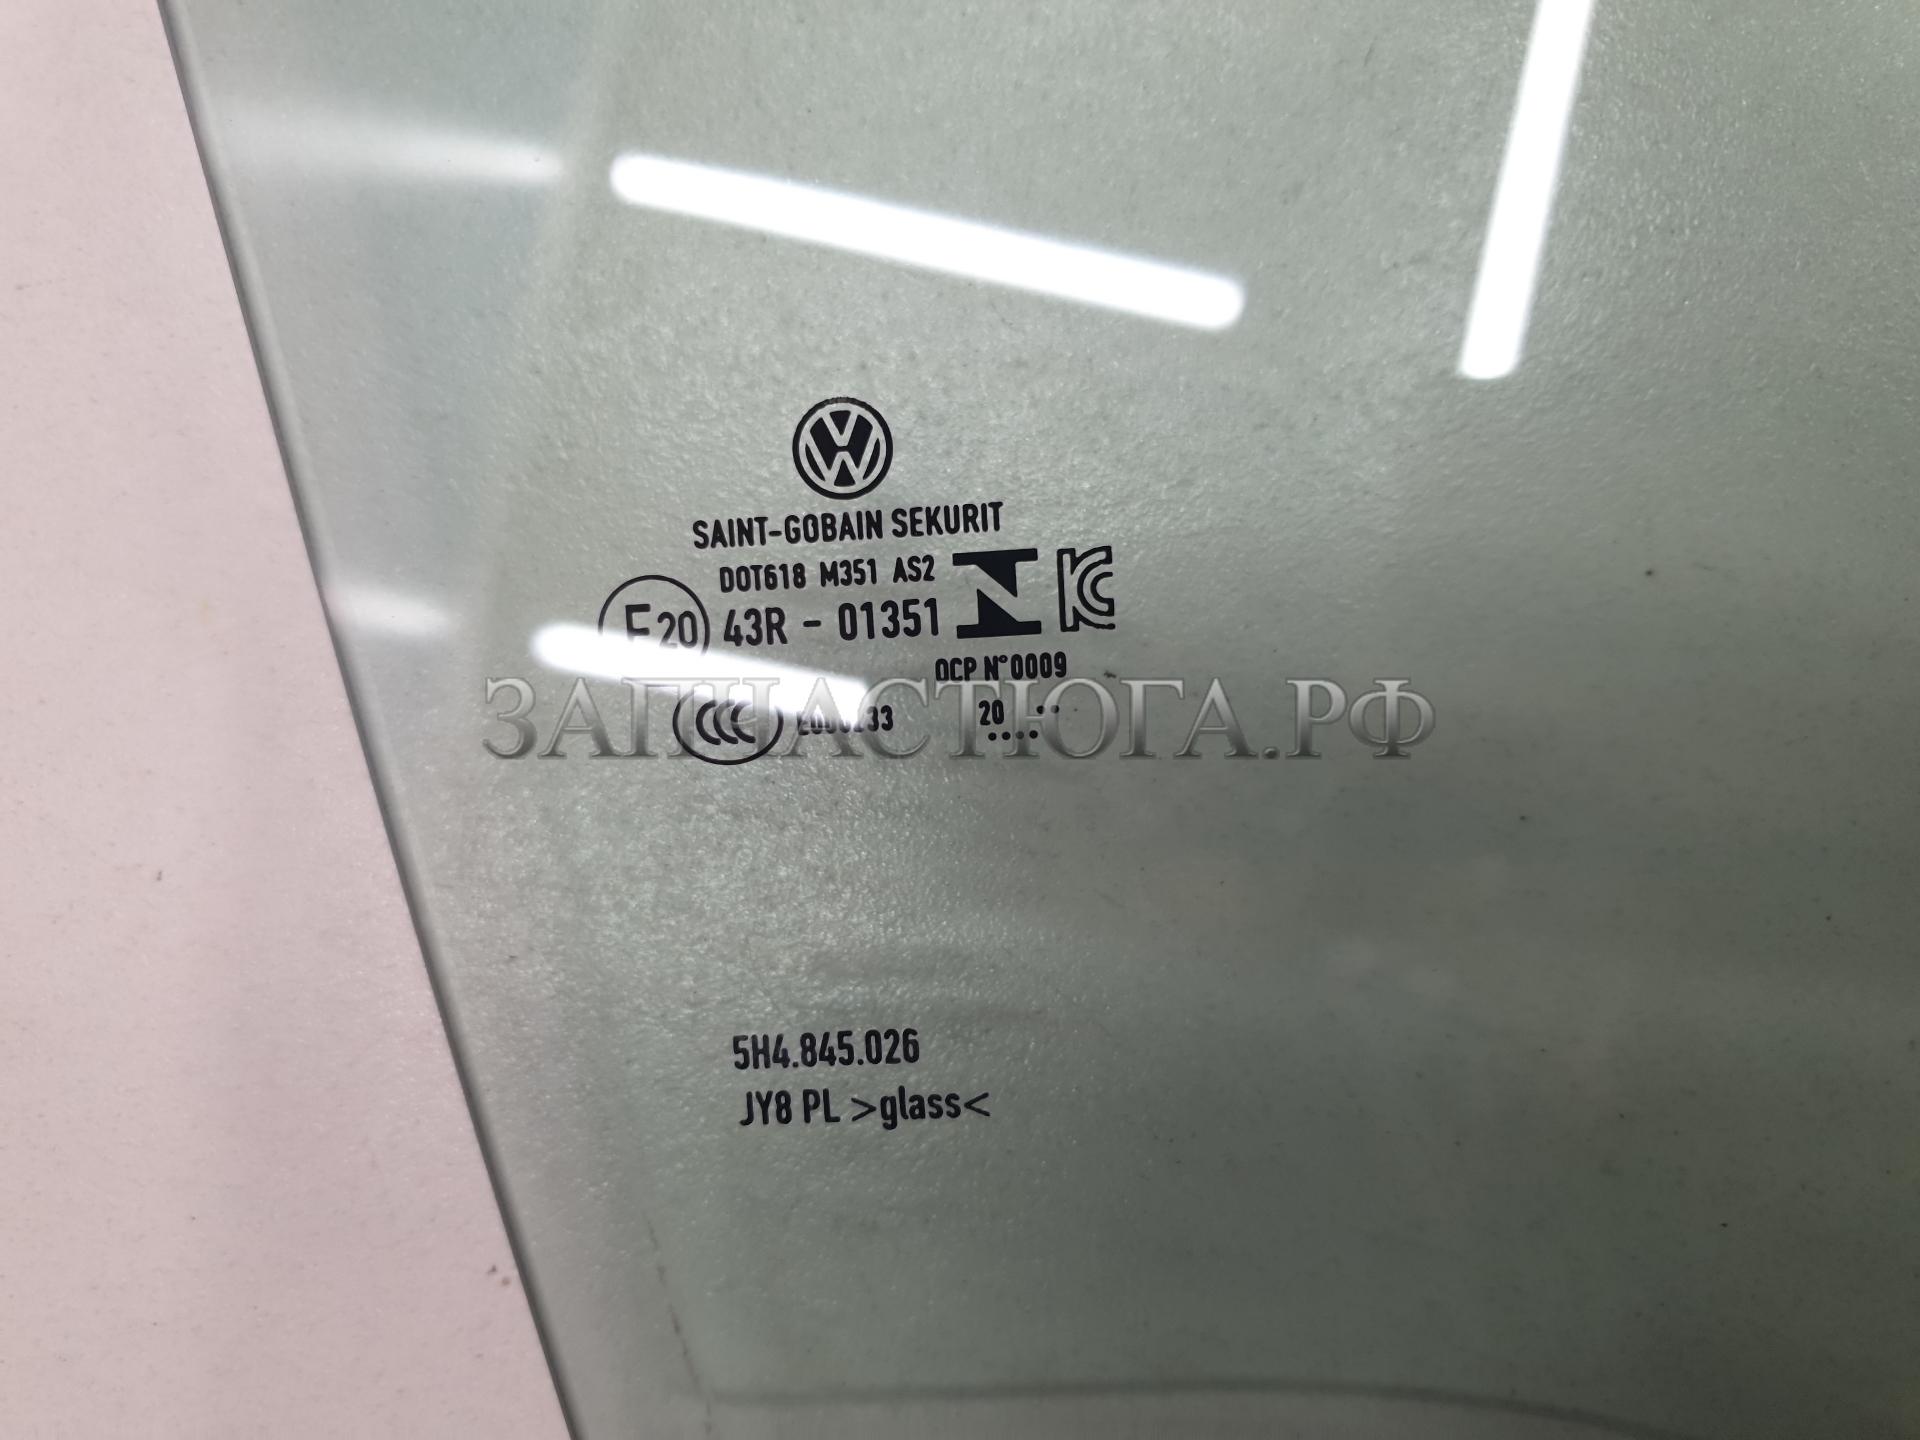 SAINT-GOBAIN SEKURIT
DOT618 M351 AS2
E20 43R - 01351
OCP N°0009
ЗАПЧАСТЮГА.РФ
CCC 20
5H4.845.026
JY8 PL >glass<